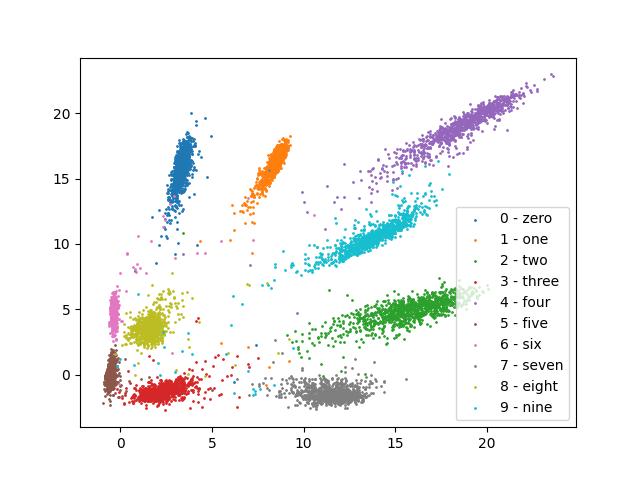 20
15
10
5
0
0 - zero
1 - one
2 - two
3 - three
4 - four
5 - five
6 - six
7 - seven
8 - eight
9 - nine
0 5 10 15 20